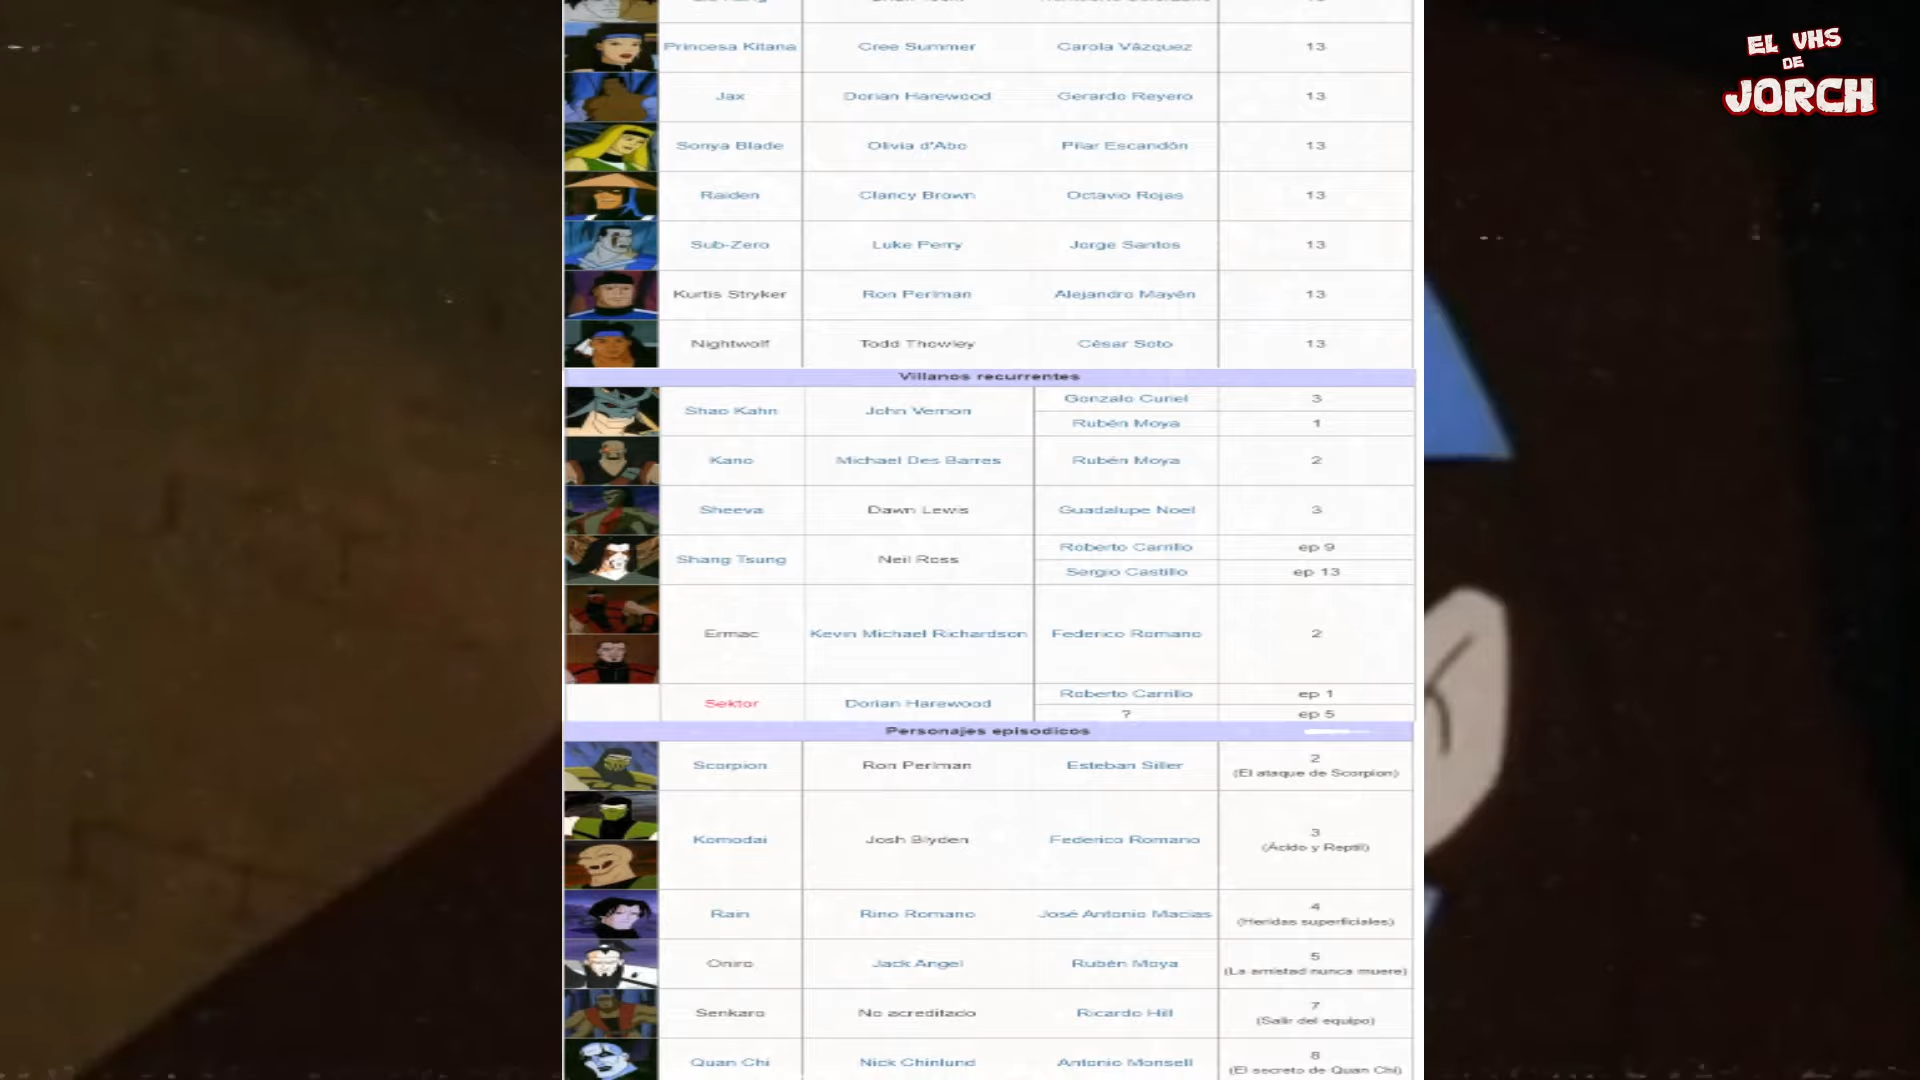 EL VHS
DE
JORCH
Princesa Kitana Cree Summer Carola Vázquez 13
Jax Dorian Harewood Gerardo Reyero 13
Sonya Blade Olivia d'Abo Pilar Escandón 13
Raiden Clancy Brown Octavio Rojas 13
Sub-Zero Luke Perry Jorge Santos 13
Kurtis Stryker Ron Perlman Alejandro Mayén 13
Nightwolf Todd Thowley César Soto 13
Villanos recurrentes
Shao Kahn John Vernon Gonzalo Curiel 3
Rubén Moya 1
Kano Michael Des Barres Rubén Moya 2
Sheeva Dawn Lewis Guadalupe Noel 3
Shang Tsung Neil Ross Roberto Carrillo ep 9
Sergio Castillo ep 13
Ermac Kevin Michael Richardson Federico Romano 2
Sektor Dorian Harewood Roberto Carrillo ep 1
? ep 5
Personajes episodicos
Scorpion Ron Perlman Esteban Siller 2
(El ataque de Scorpion)
Komodai Josh Blyden Federico Romano 3
(Ácido y Reptil)
Rain Rino Romano José Antonio Macías 4
(Heridas superficiales)
Oniro Jack Angel Rubén Moya 5
(La amistad nunca muere)
Senkaro No acreditado Ricardo Hill 7
(Salir del equipo)
Quan Chi Nick Chinlund Antonio Monsell 8
(El secreto de Quan Chi)